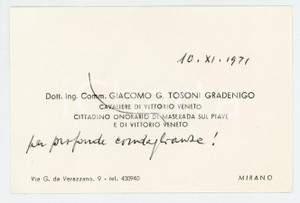 10. XI. 1971
Dott. Ing. Comm. GIACOMO G. TOSONI GRADENIGO
CAVALIERE DI VITTORIO VENETO
CITTADINO ONORARIO DI MASERADA SUL PIAVE
E DI VITTORIO VENETO
per profonde condoglianze!
Via G. da Verazzano, 9 - tel. 430940 MIRANO